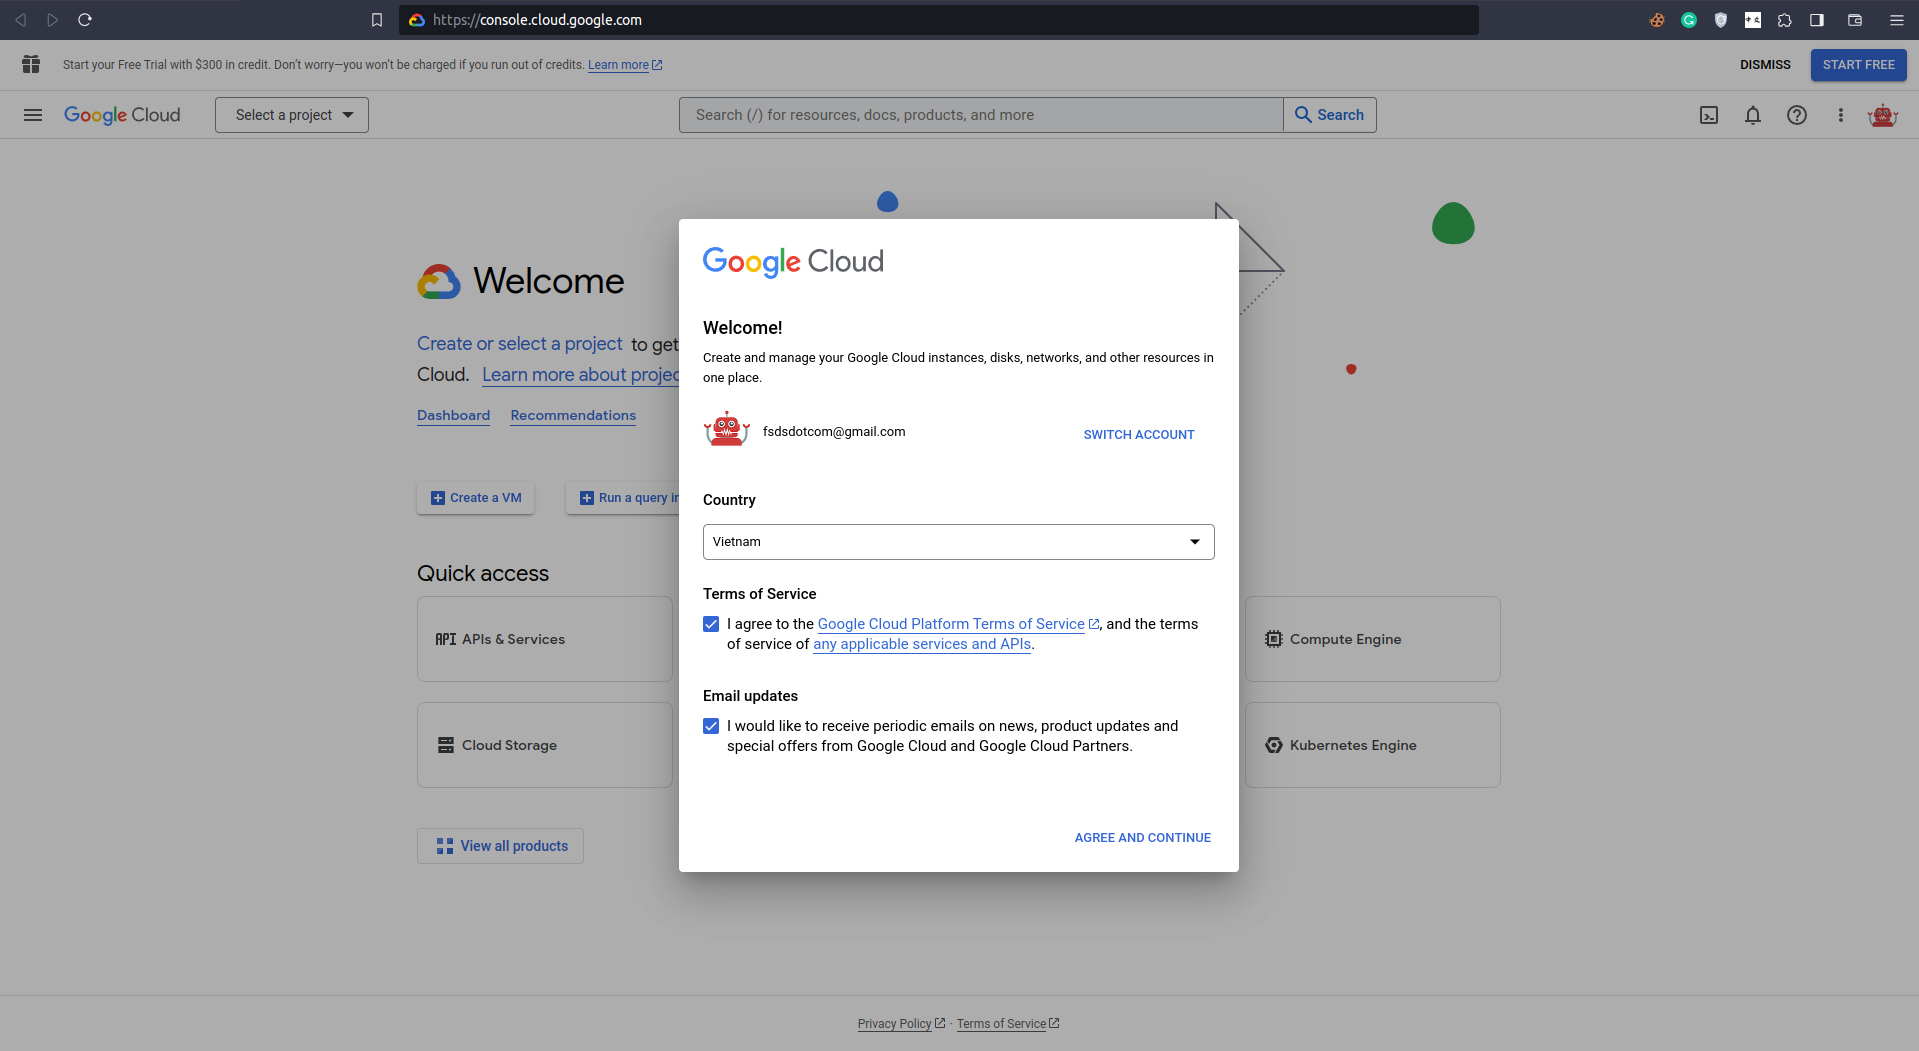 https://console.cloud.google.com
Start your Free Trial with $300 in credit. Don't worry—you won't be charged if you run out of credits. Learn more
DISMISS
START FREE
Google Cloud
Select a project
Search (/) for resources, docs, products, and more
Search
Welcome
Create or select a project to get
Cloud. Learn more about projec
Dashboard
Recommendations
Create a VM
Run a query in
Quick access
API APIs & Services
Cloud Storage
Compute Engine
Kubernetes Engine
View all products
Google Cloud
Welcome!
Create and manage your Google Cloud instances, disks, networks, and other resources in
one place.
fsdsdotcom@gmail.com
SWITCH ACCOUNT
Country
Vietnam
Terms of Service
I agree to the Google Cloud Platform Terms of Service, and the terms
of service of any applicable services and APIs.
Email updates
I would like to receive periodic emails on news, product updates and
special offers from Google Cloud and Google Cloud Partners.
AGREE AND CONTINUE
Privacy Policy · Terms of Service